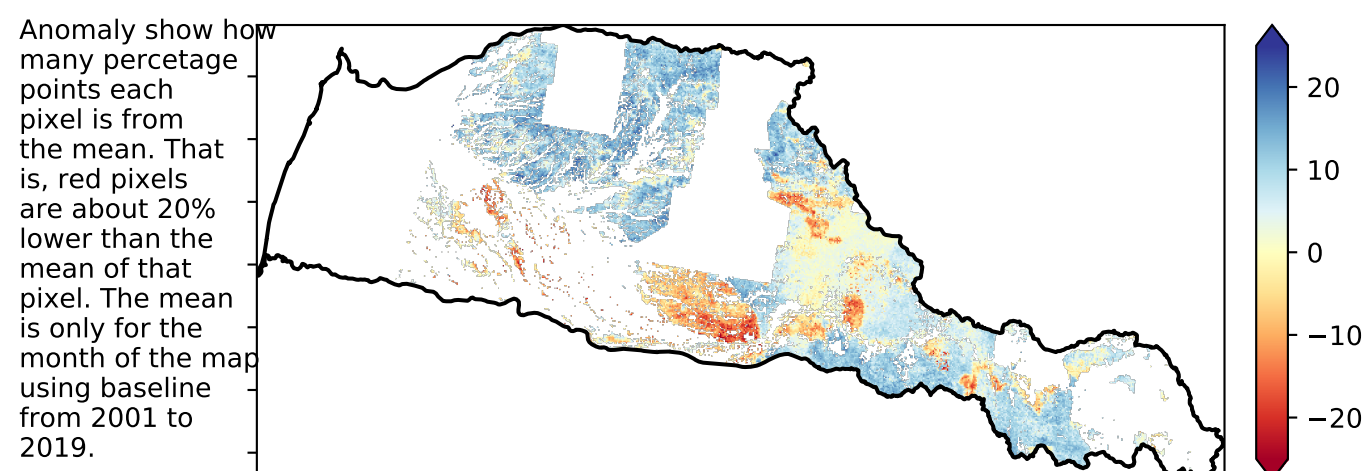 Anomaly show how
many percetage
points each
pixel is from
the mean. That
is, red pixels
are about 20%
lower than the
mean of that
pixel. The mean
is only for the
month of the map
using baseline
from 2001 to
2019.
20
10
0
−10
−20